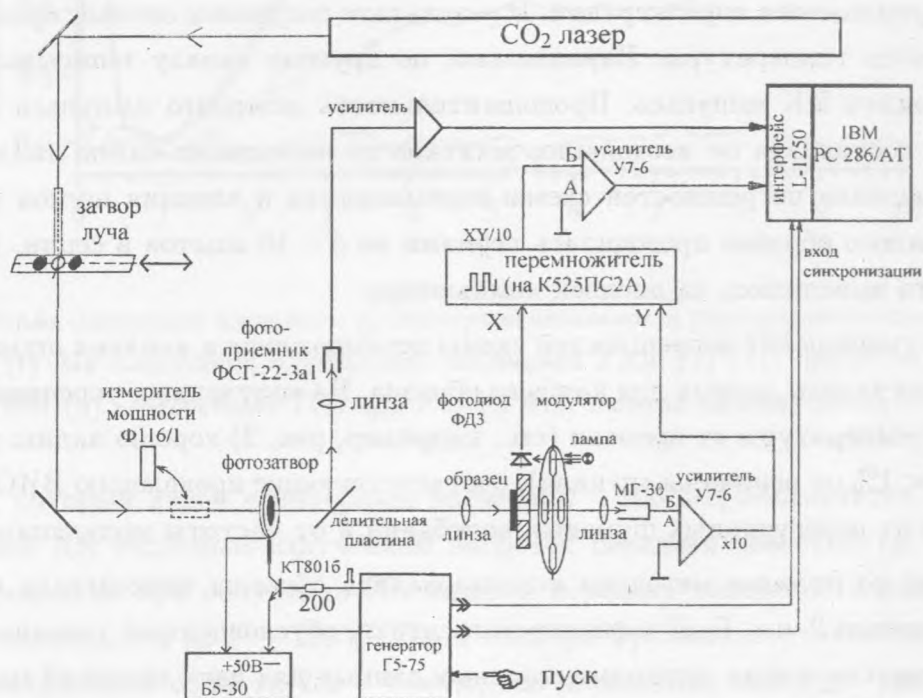 CO₂ лазер
усилитель
Б усилитель
У7-6
А
интерфейс
L-1250
IBM
PC 286/AT
затвор
луча
XY/10
перемножитель
(на К525ПС2А)
X
Y
вход
синхронизации
фото-
приемник
ФСГ-22-3а1
линза
измеритель
мощности
ФП16/1
фотозатвор
фотодиод
ФД3
модулятор
лампа
образец
делительная
линза
линза
МГ-30
Б
А
усилитель
У7-6
x10
КТ801б
200
генератор
Г5-75
+50В
Б5-30
пуск